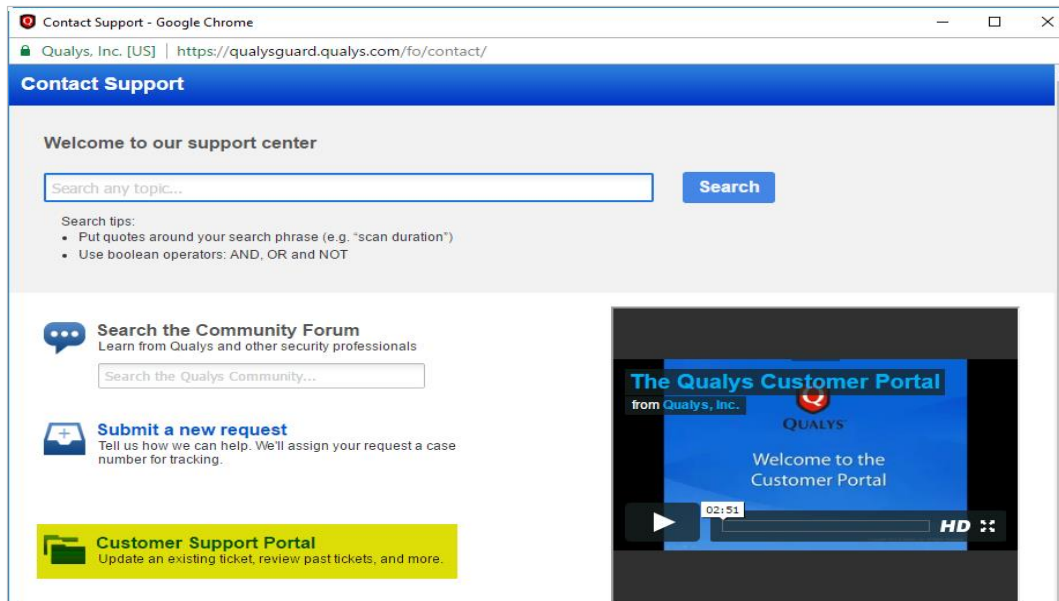 Contact Support - Google Chrome
Qualys, Inc. [US] | https://qualysguard.qualys.com/fo/contact/
Contact Support
Welcome to our support center
Search any topic...
Search
Search tips:
• Put quotes around your search phrase (e.g. “scan duration”)
• Use boolean operators: AND, OR and NOT
Search the Community Forum
Learn from Qualys and other security professionals
Search the Qualys Community...
Submit a new request
Tell us how we can help. We'll assign your request a case
number for tracking.
Customer Support Portal
Update an existing ticket, review past tickets, and more.
The Qualys Customer Portal
from Qualys, Inc.
QUALYS
Welcome to the
Customer Portal
02:51
HD